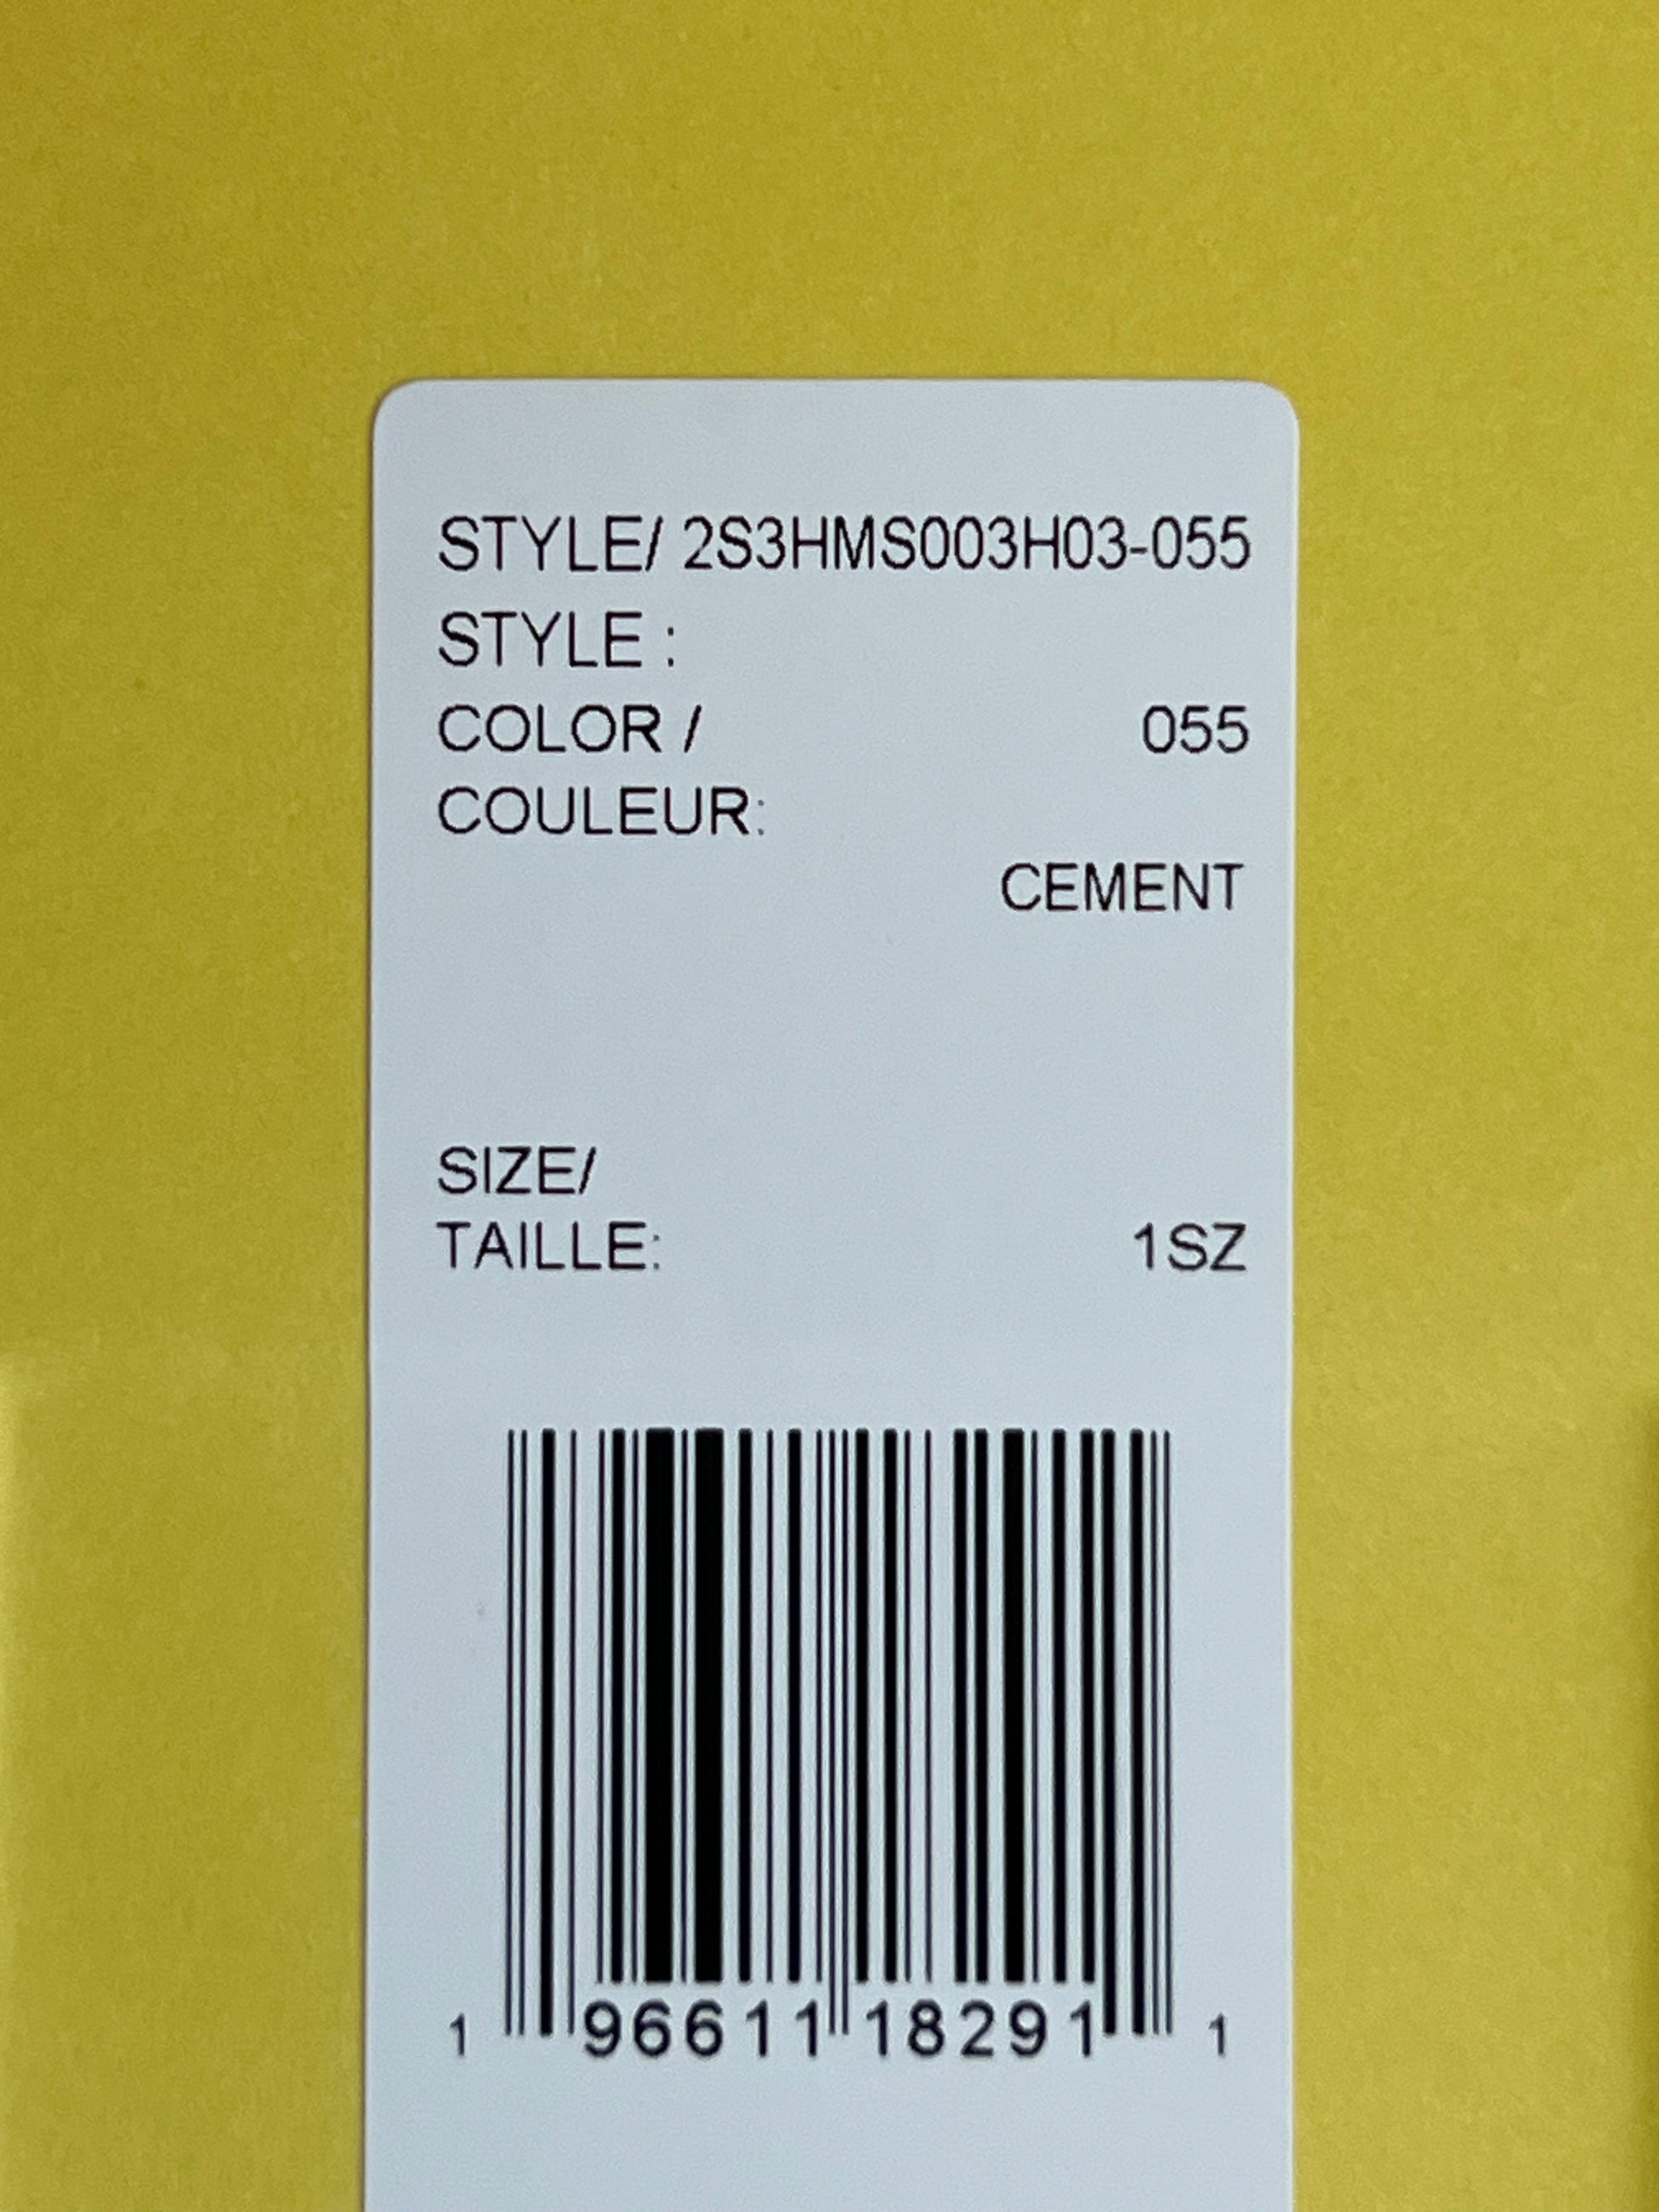 STYLE/ 2S3HMS003H03-055
STYLE :
COLOR / 055
COULEUR:
CEMENT
SIZE/
TAILLE: 1SZ
1 96611 18291 1